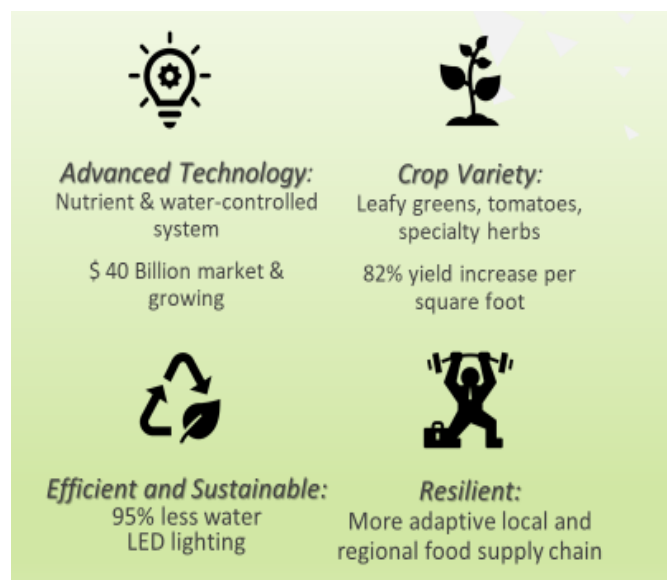 Advanced Technology:
Nutrient & water-controlled
system
$ 40 Billion market &
growing
Crop Variety:
Leafy greens, tomatoes,
specialty herbs
82% yield increase per
square foot
Efficient and Sustainable:
95% less water
LED lighting
Resilient:
More adaptive local and
regional food supply chain